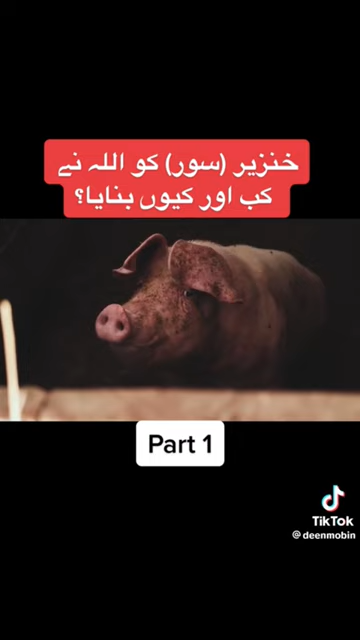 خنزیر (سور) کو اللہ نے
کب اور کیوں بنایا؟
Part 1
TikTok
@deenmobin